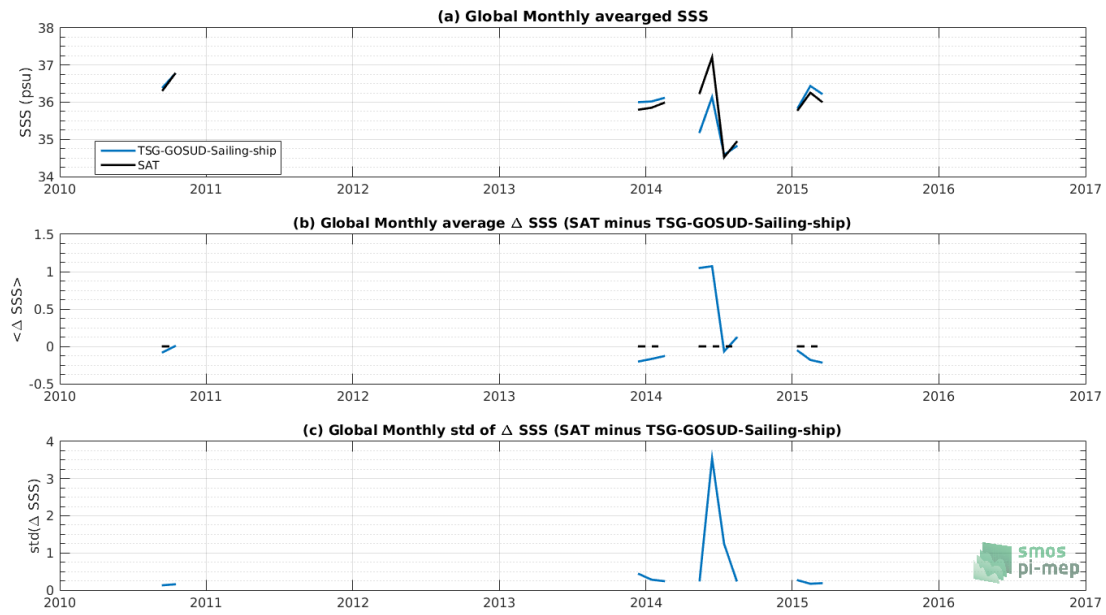 (a) Global Monthly avearged SSS
SSS (psu)
38
37
36
35
34
TSG-GOSUD-Sailing-ship
SAT
2010 2011 2012 2013 2014 2015 2016 2017
(b) Global Monthly average Δ SSS (SAT minus TSG-GOSUD-Sailing-ship)
<Δ SSS>
1.5
1
0.5
0
-0.5
2010 2011 2012 2013 2014 2015 2016 2017
(c) Global Monthly std of Δ SSS (SAT minus TSG-GOSUD-Sailing-ship)
std(Δ SSS)
4
3
2
1
0
2010 2011 2012 2013 2014 2015 2016 2017
smos
pi-mep